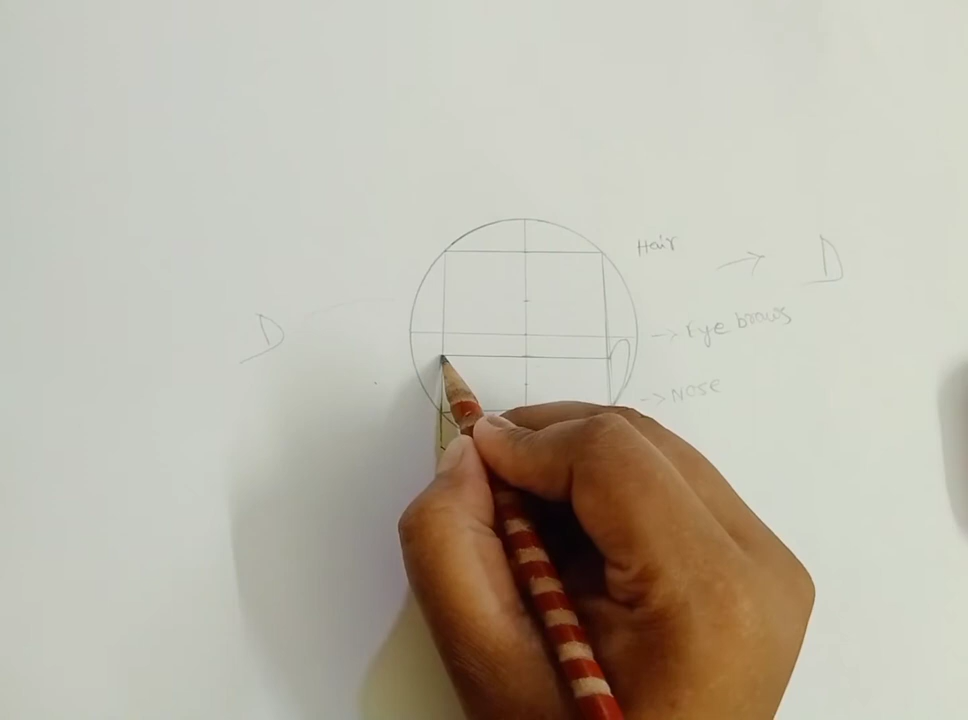 Hair
→ D
D
→ Eye brows
→ Nose